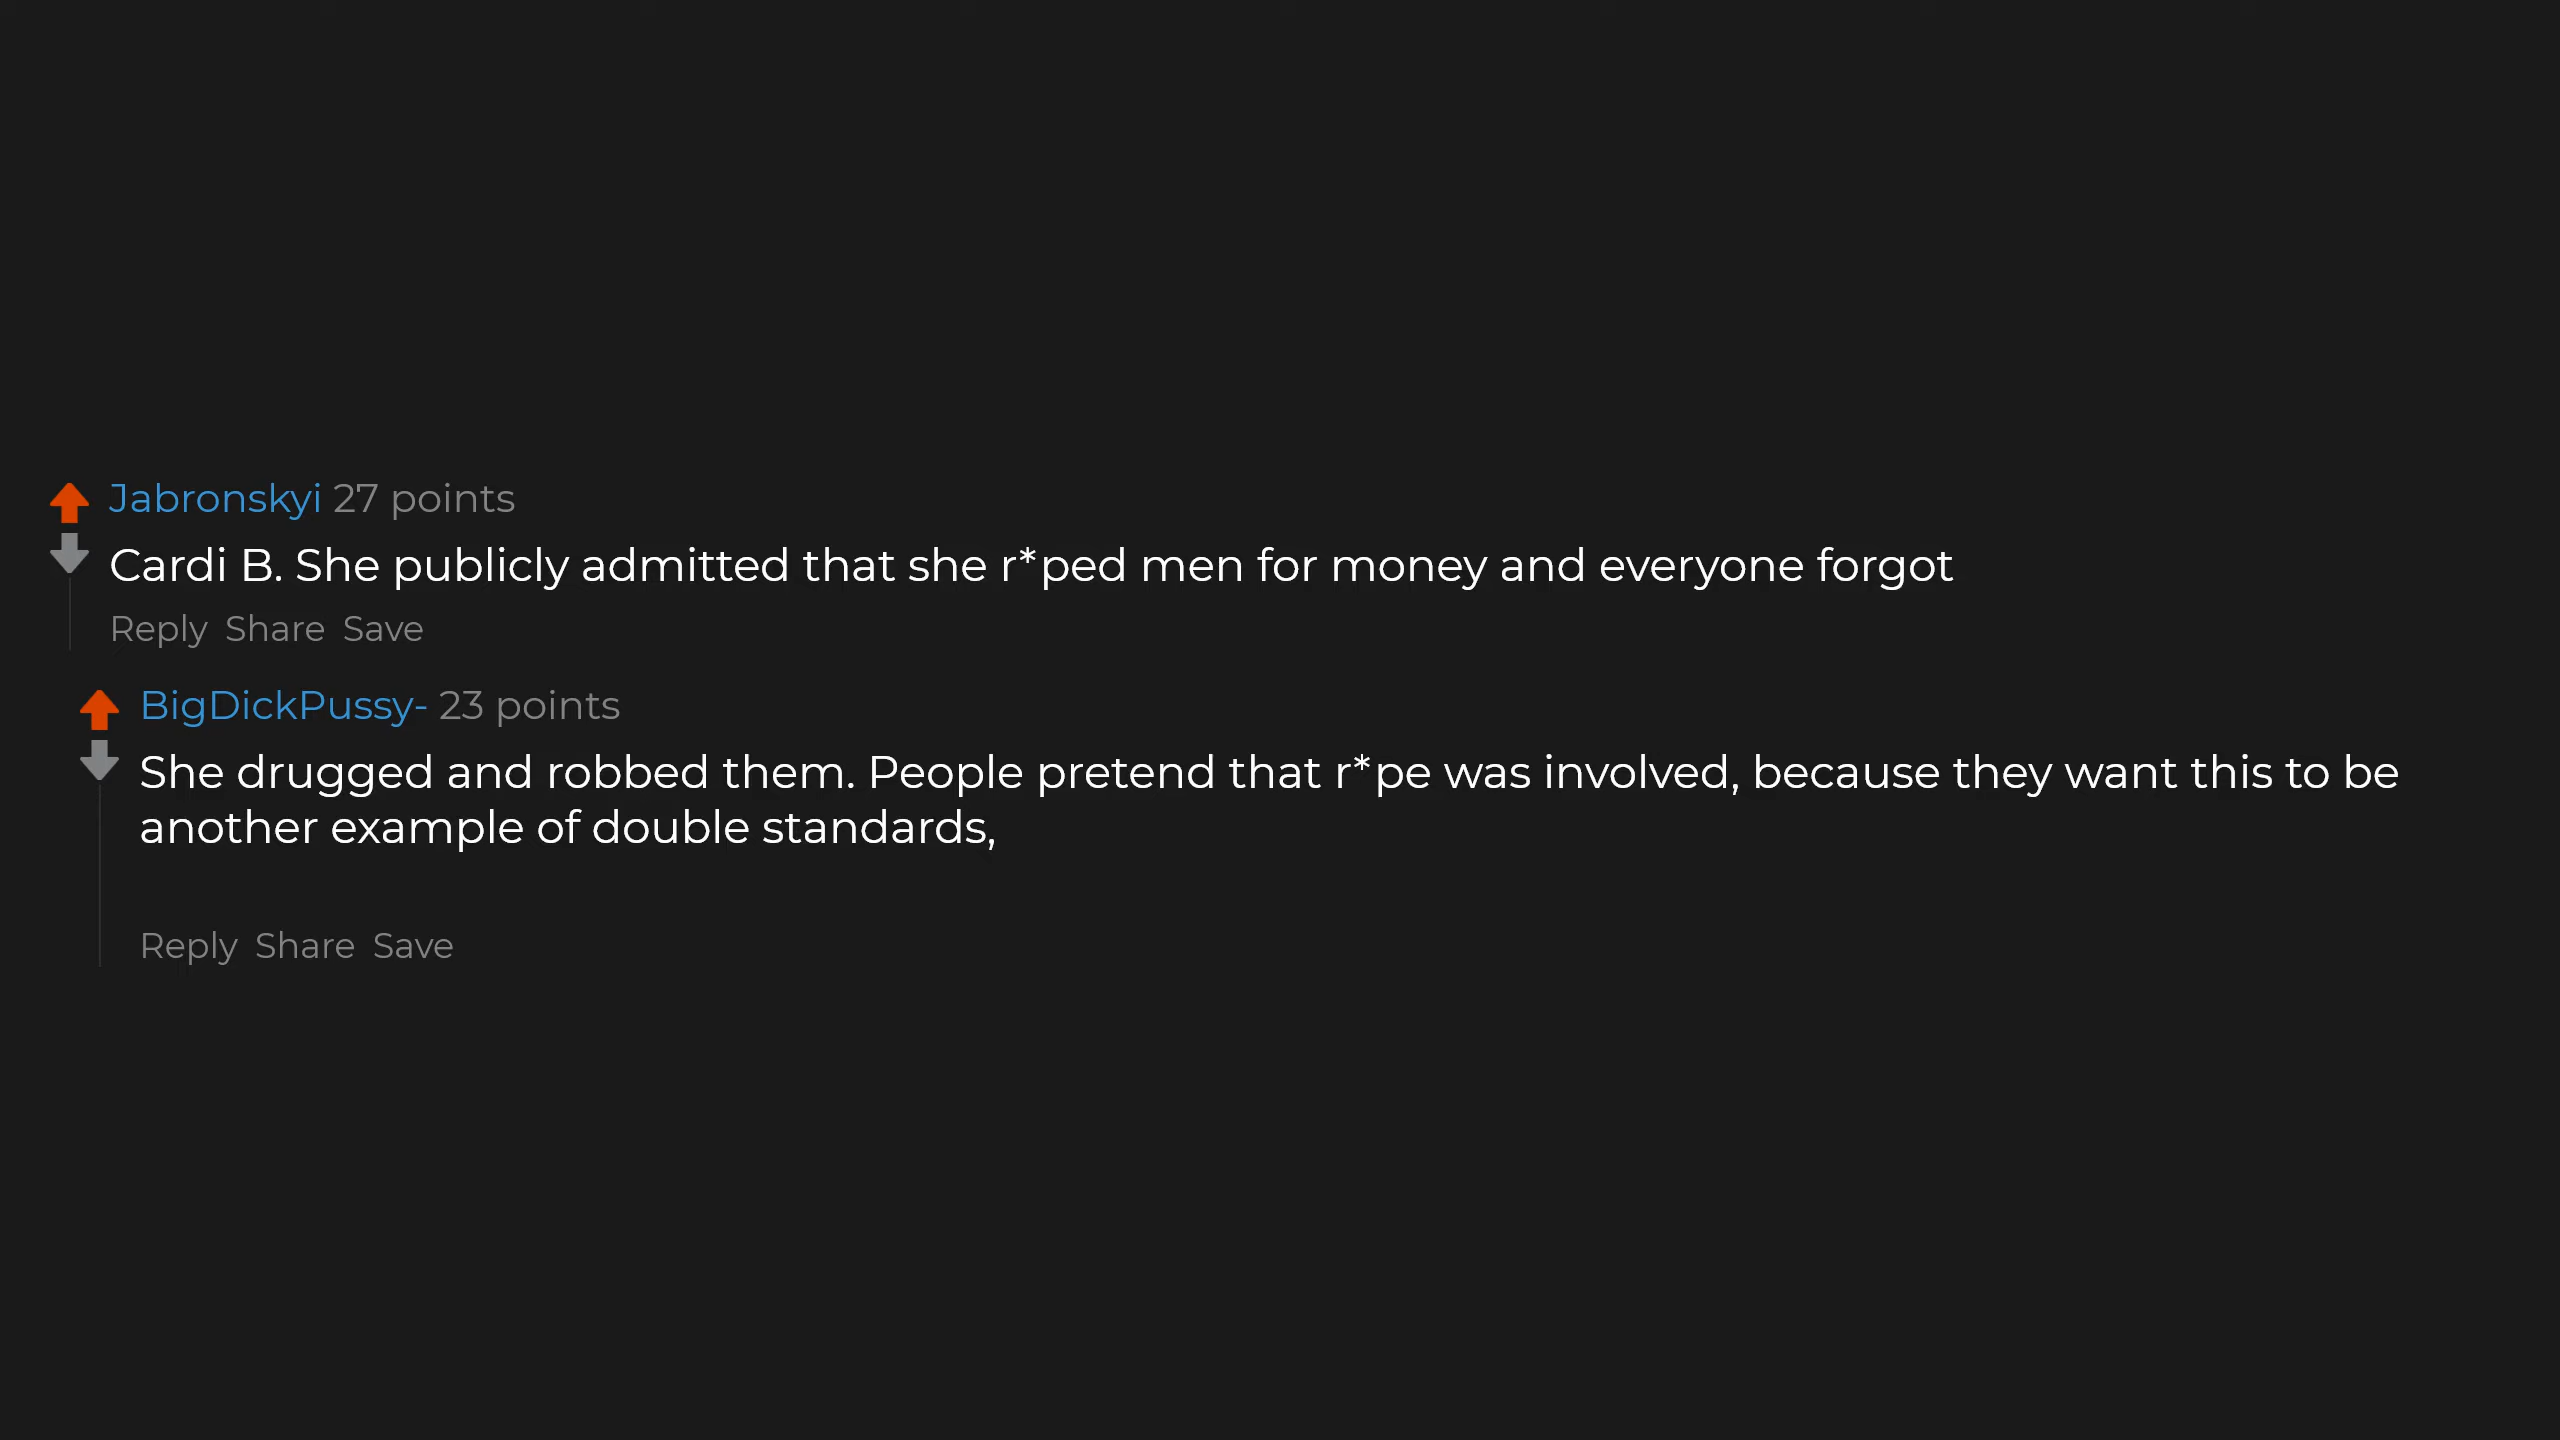 Jabronskyi 27 points
Cardi B. She publicly admitted that she r*ped men for money and everyone forgot
Reply Share Save
BigDickPussy- 23 points
She drugged and robbed them. People pretend that r*pe was involved, because they want this to be
another example of double standards,
Reply Share Save